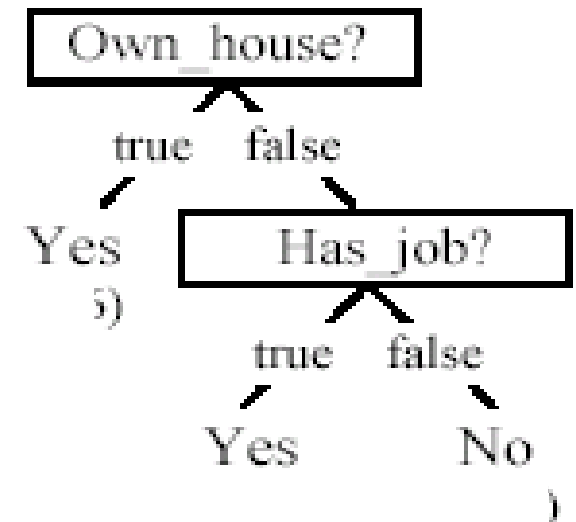 Own_house?
true false
Yes
Has_job?
true false
Yes No